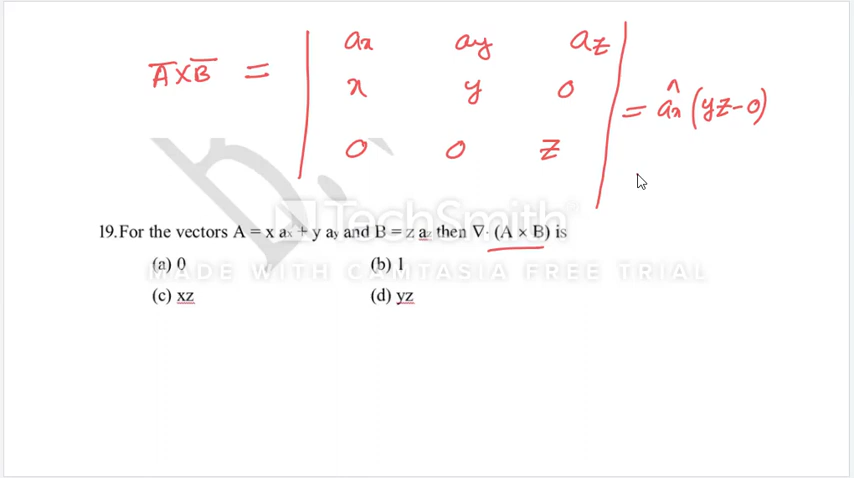 A̅ X B̅ = | ax ay az |
| x y 0 | = âx (yz-0)
| 0 0 z |
TechSmith
19.For the vectors A = x ax + y ay and B = z az then ∇· (A × B) is
MADE WITH CAMTASIA FREE TRIAL
(a) 0 (b) 1
(c) xz (d) yz